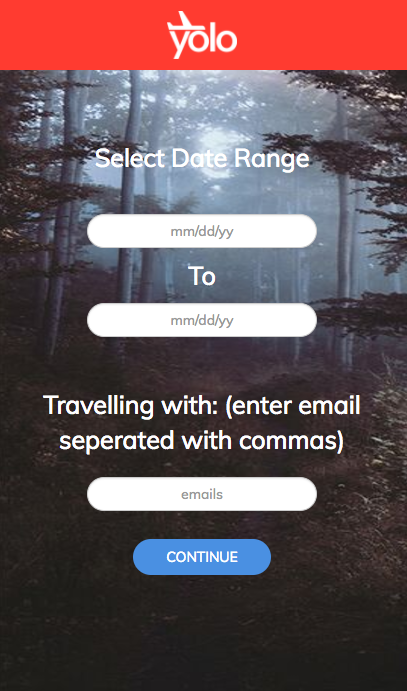 yolo
Select Date Range
mm/dd/yy
To
mm/dd/yy
Travelling with: (enter email
seperated with commas)
emails
CONTINUE